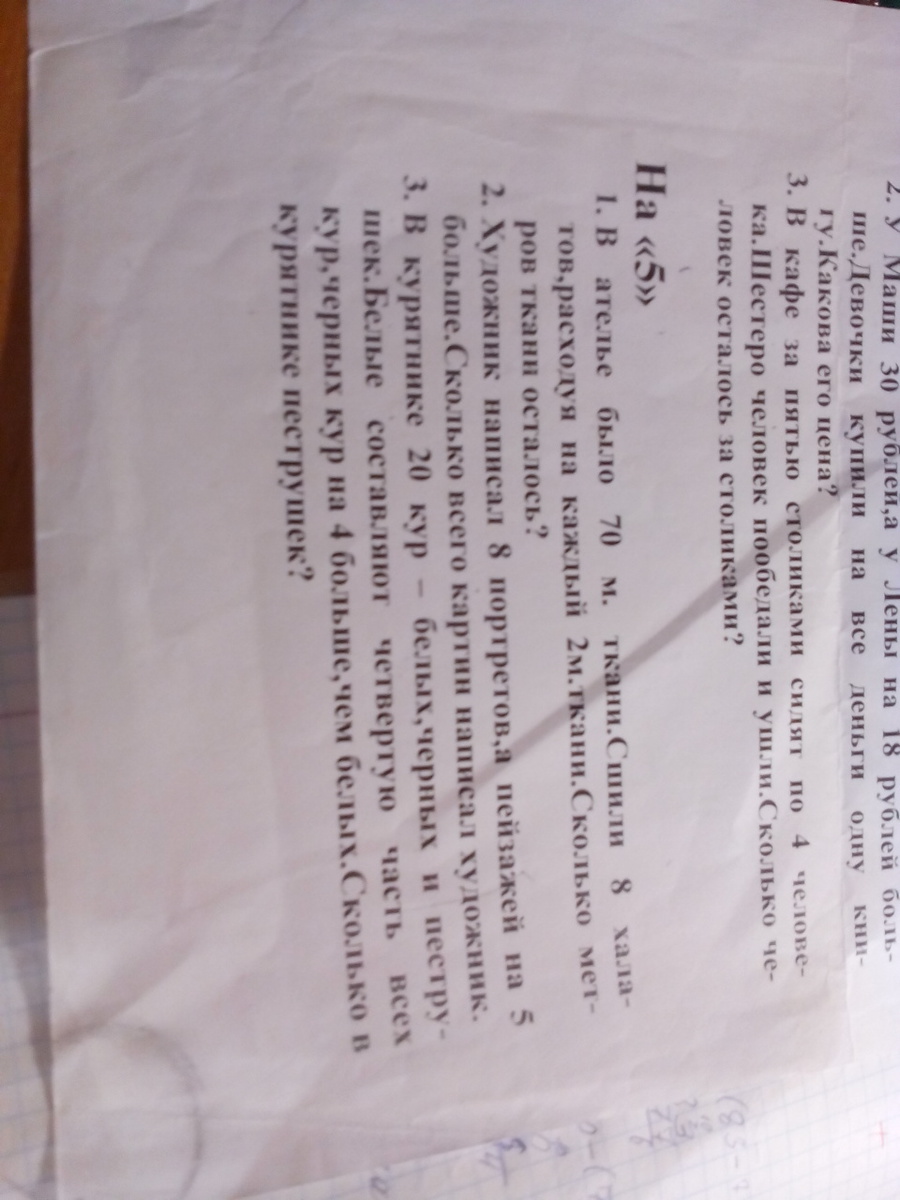 2. У Маши 30 рублей,а у Лены на 18 рублей боль-
ше.Девочки купили на все деньги одну кни-
гу.Какова его цена?
3. В кафе за пятью столиками сидят по 4 челове-
ка.Шестеро человек пообедали и ушли.Сколько че-
ловек осталось за столиками?
На «5»
1. В ателье было 70 м. ткани.Сшили 8 хала-
тов,расходуя на каждый 2м.ткани.Сколько мет-
ров ткани осталось?
2. Художник написал 8 портретов,а пейзажей на 5
больше.Сколько всего картин написал художник.
3. В курятнике 20 кур – белых,черных и пестру-
шек.Белые составляют четвертую часть всех
кур,черных кур на 4 больше,чем белых.Сколько в
курятнике пеструшек?